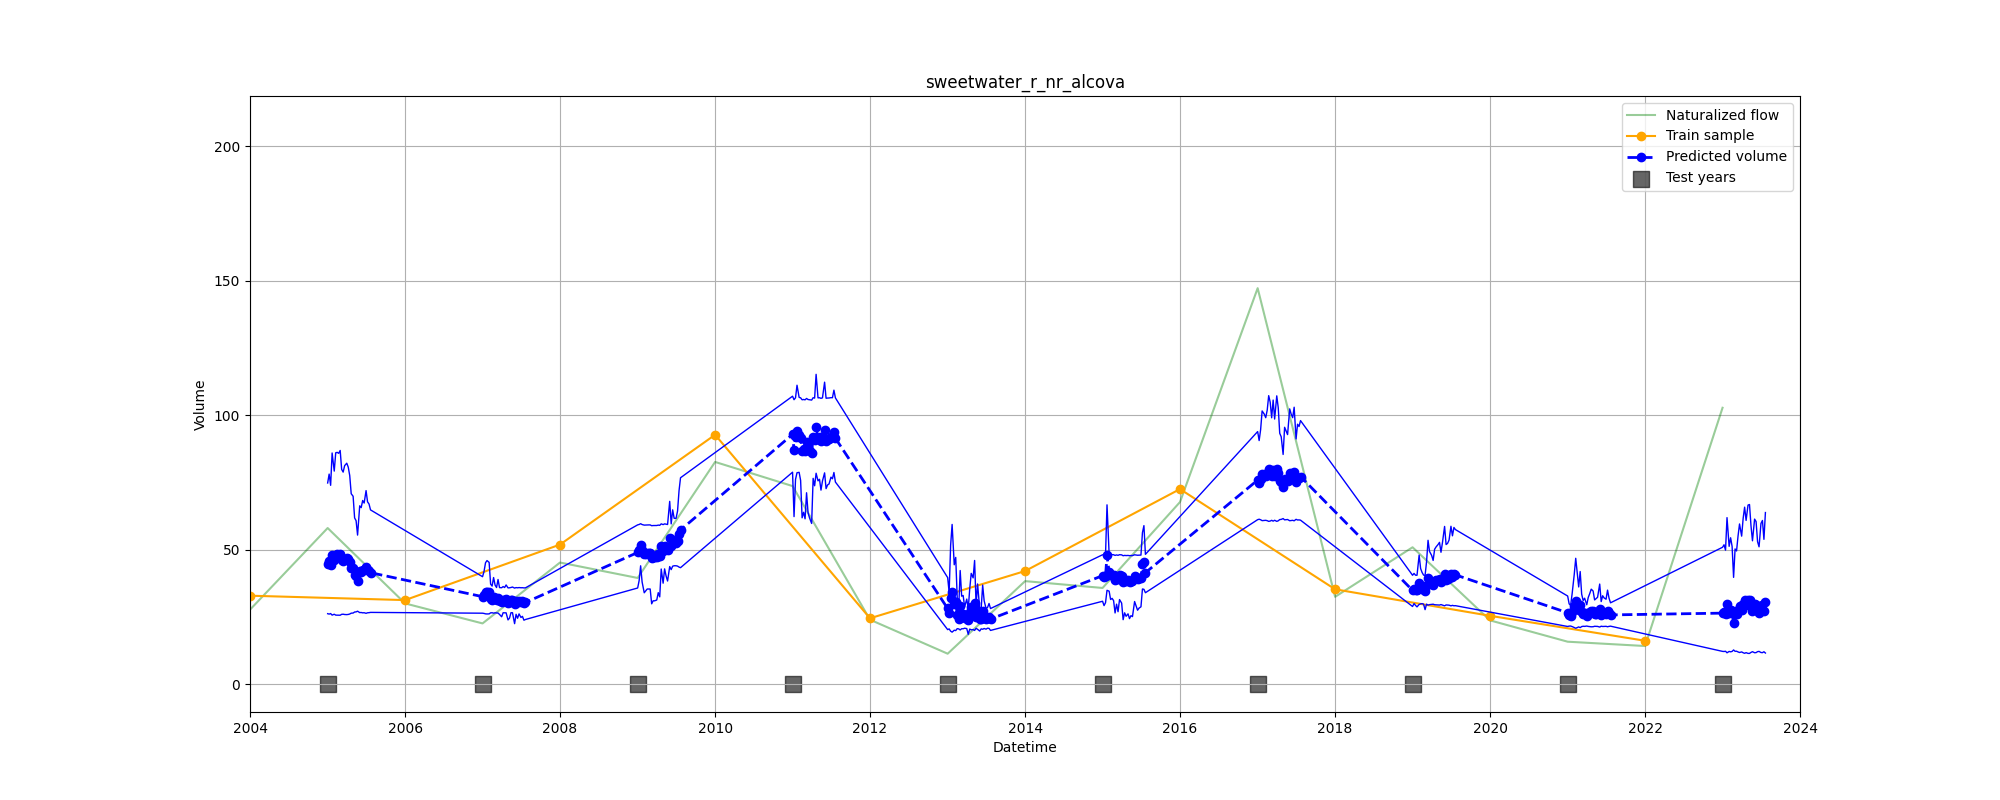 sweetwater_r_nr_alcova
Naturalized flow
Train sample
Predicted volume
Test years
200
150
100
50
0
Volume
2004 2006 2008 2010 2012 2014 2016 2018 2020 2022 2024
Datetime